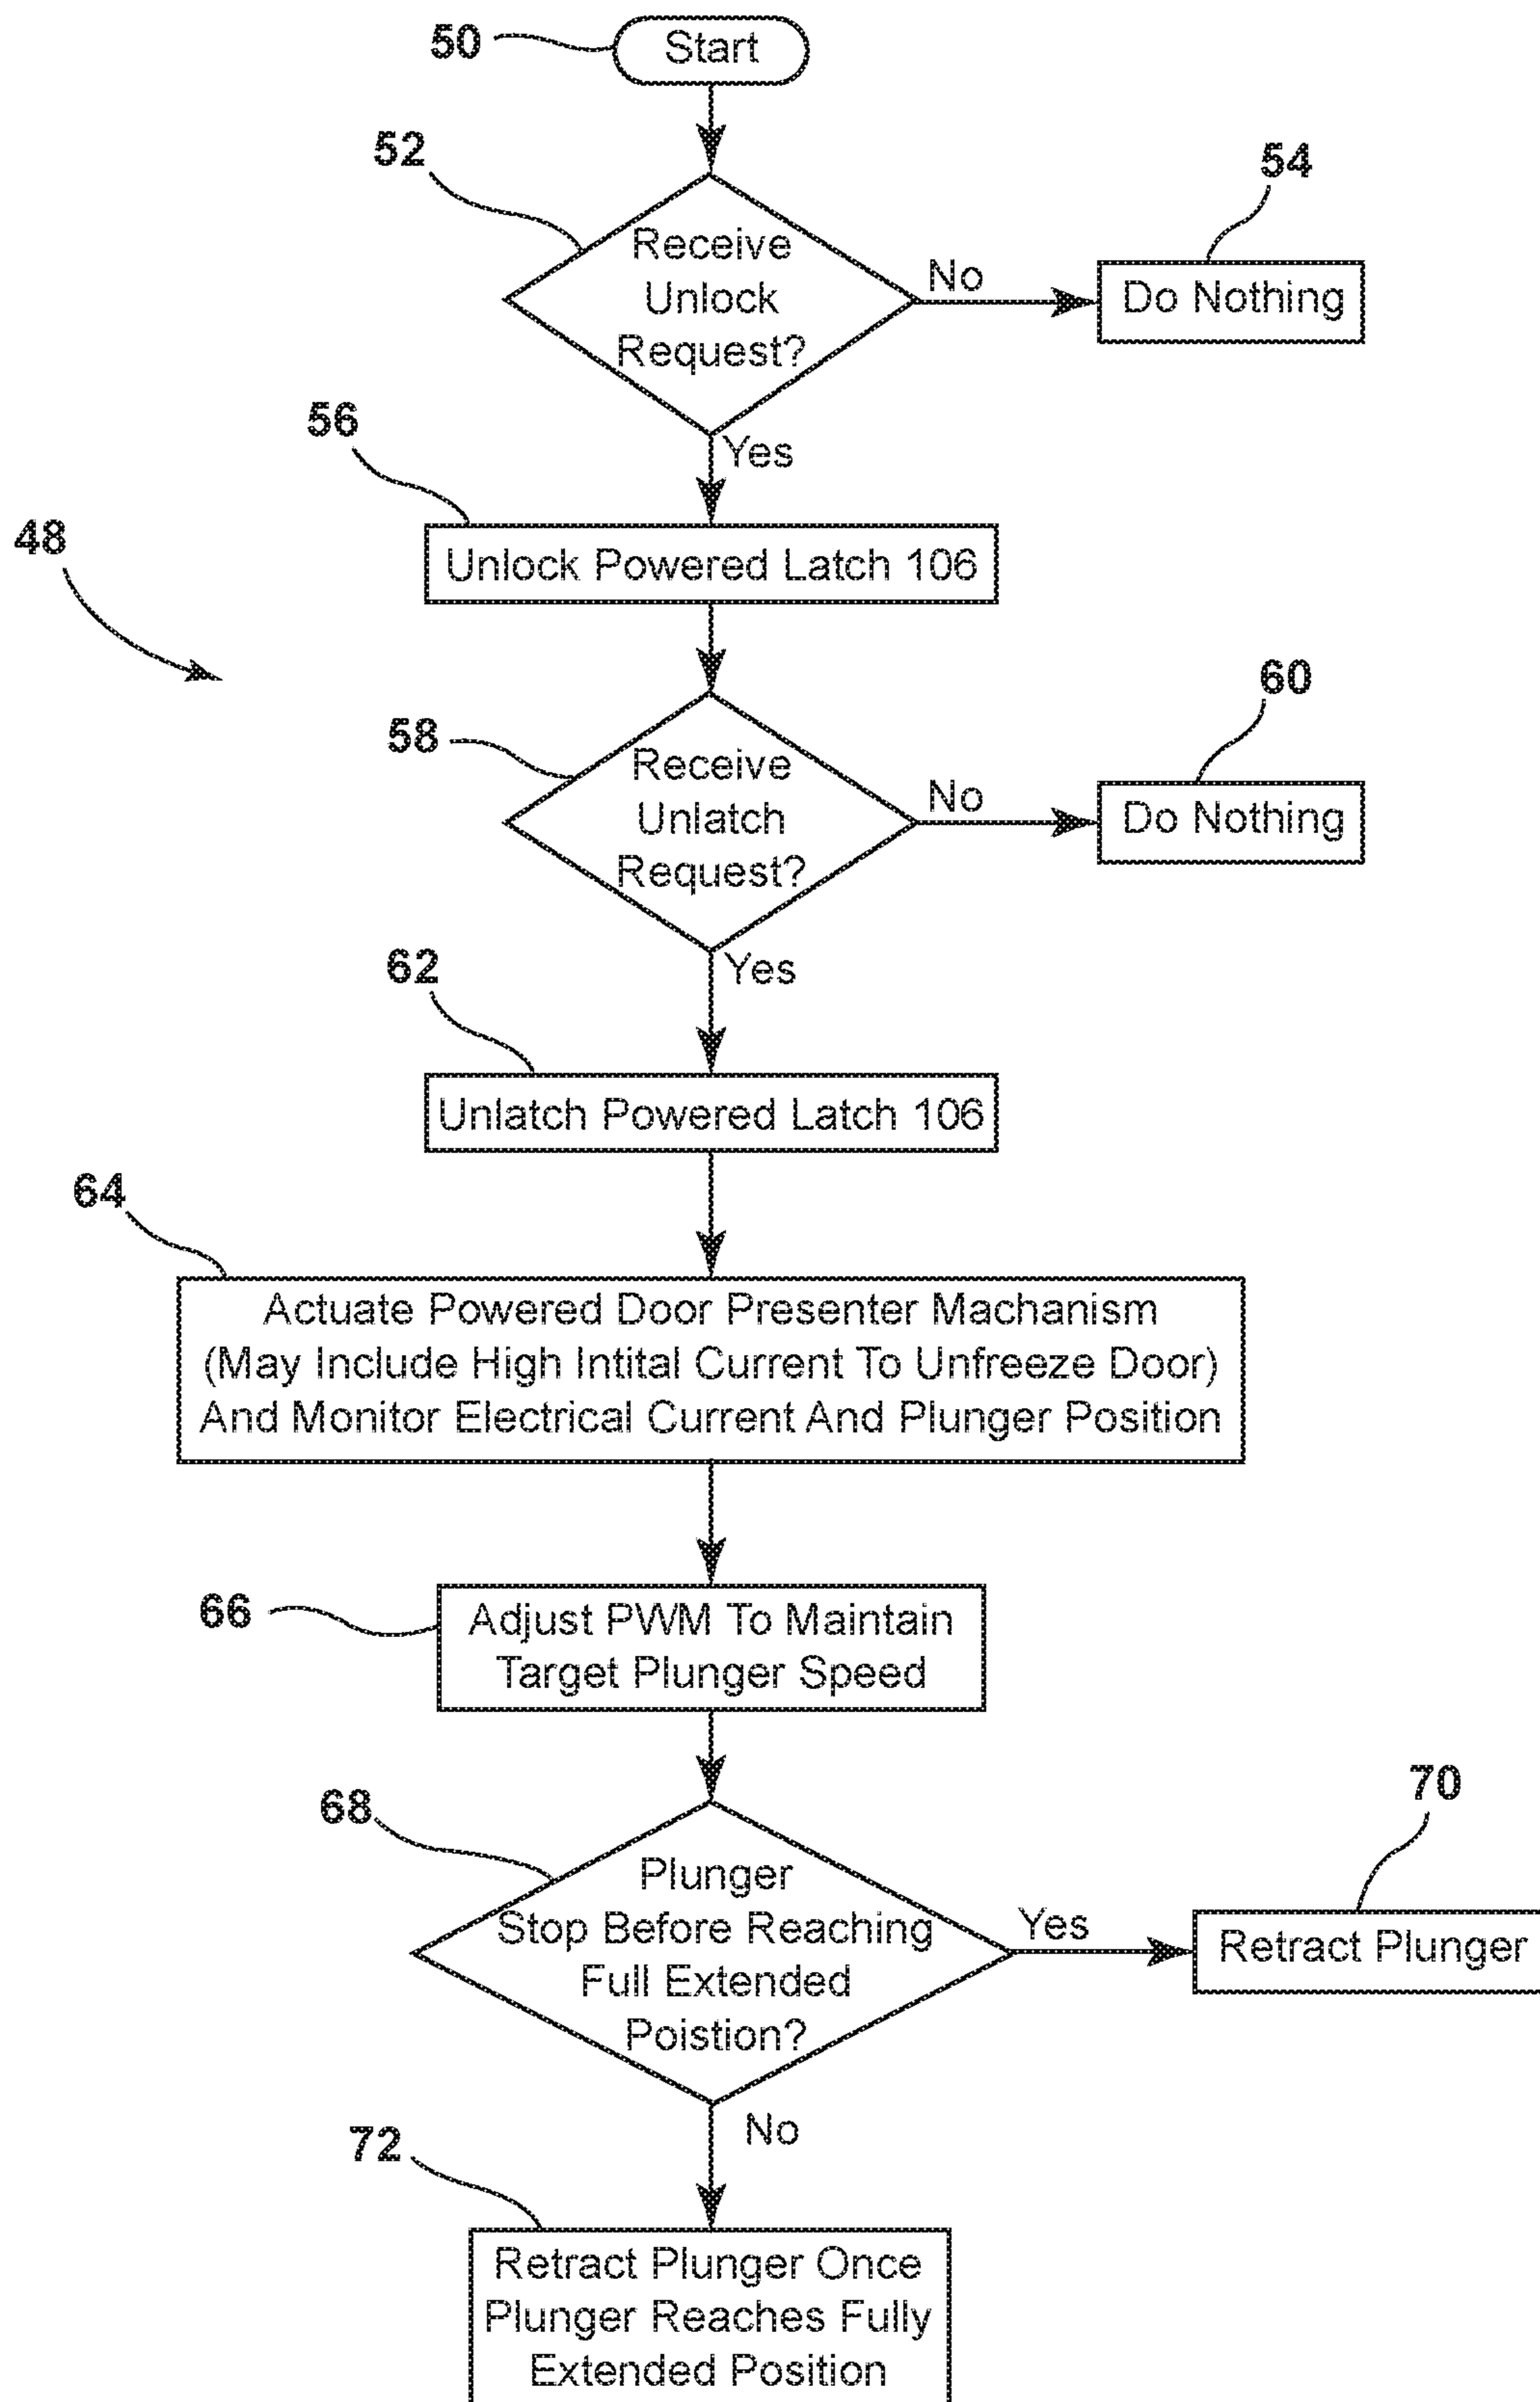 50
Start
52
54
Receive
Unlock
Request?
No
Do Nothing
Yes
56
Unlock Powered Latch 106
48
58
60
Receive
Unlatch
Request?
No
Do Nothing
Yes
62
Unlatch Powered Latch 106
64
Actuate Powered Door Presenter Machanism
(May Include High Intital Current To Unfreeze Door)
And Monitor Electrical Current And Plunger Position
66
Adjust PWM To Maintain
Target Plunger Speed
68
70
Plunger
Stop Before Reaching
Full Extended
Poistion?
Yes
Retract Plunger
No
72
Retract Plunger Once
Plunger Reaches Fully
Extended Position